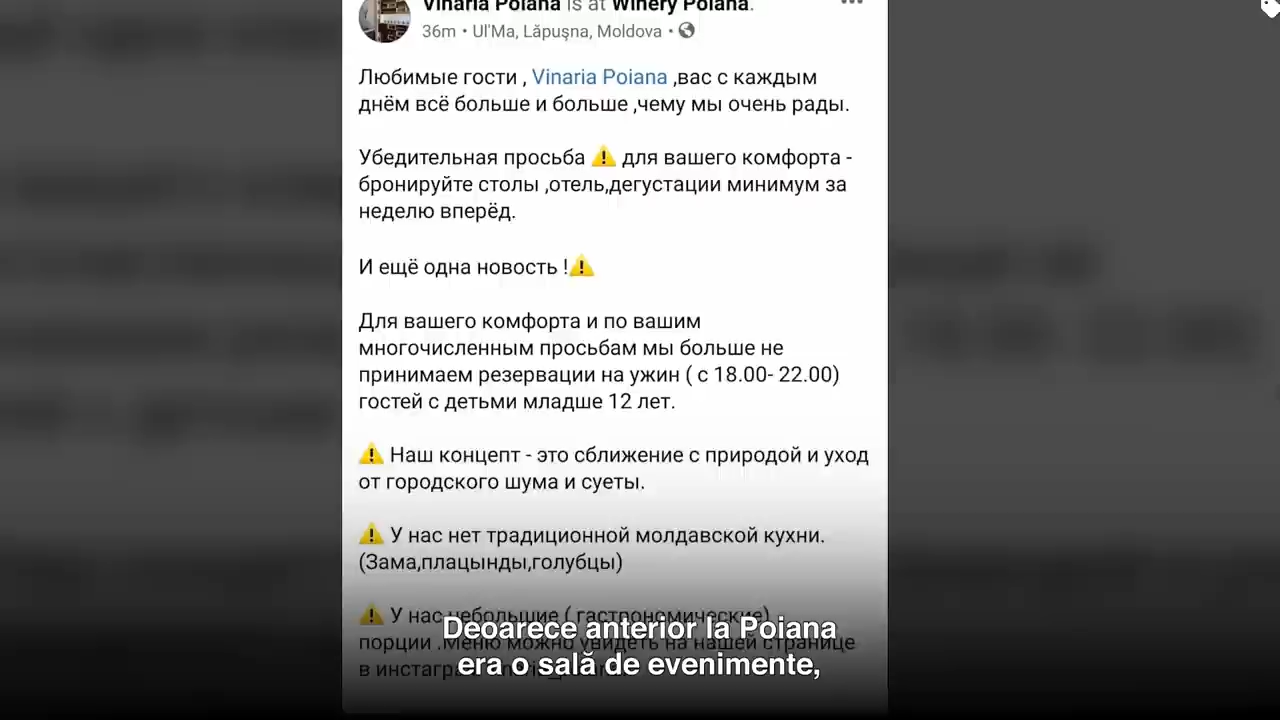 Vinaria Poiana is at Winery Poiana.
36m • Ul'Ma, Lăpuşna, Moldova •
Любимые гости , Vinaria Poiana ,вас с каждым
днём всё больше и больше ,чему мы очень рады.
Убедительная просьба ⚠️ для вашего комфорта -
бронируйте столы ,отель,дегустации минимум за
неделю вперёд.
И ещё одна новость !⚠️
Для вашего комфорта и по вашим
многочисленным просьбам мы больше не
принимаем резервации на ужин ( с 18.00- 22.00)
гостей с детьми младше 12 лет.
⚠️ Наш концепт - это сближение с природой и уход
от городского шума и суеты.
⚠️ У нас нет традиционной молдавской кухни.
(Зама,плацынды,голубцы)
⚠️ У нас небольшие ( гастрономические)
порции .Меню можно увидеть на нашей странице
в
Deoarece anterior la Poiana
era o sală de evenimente,